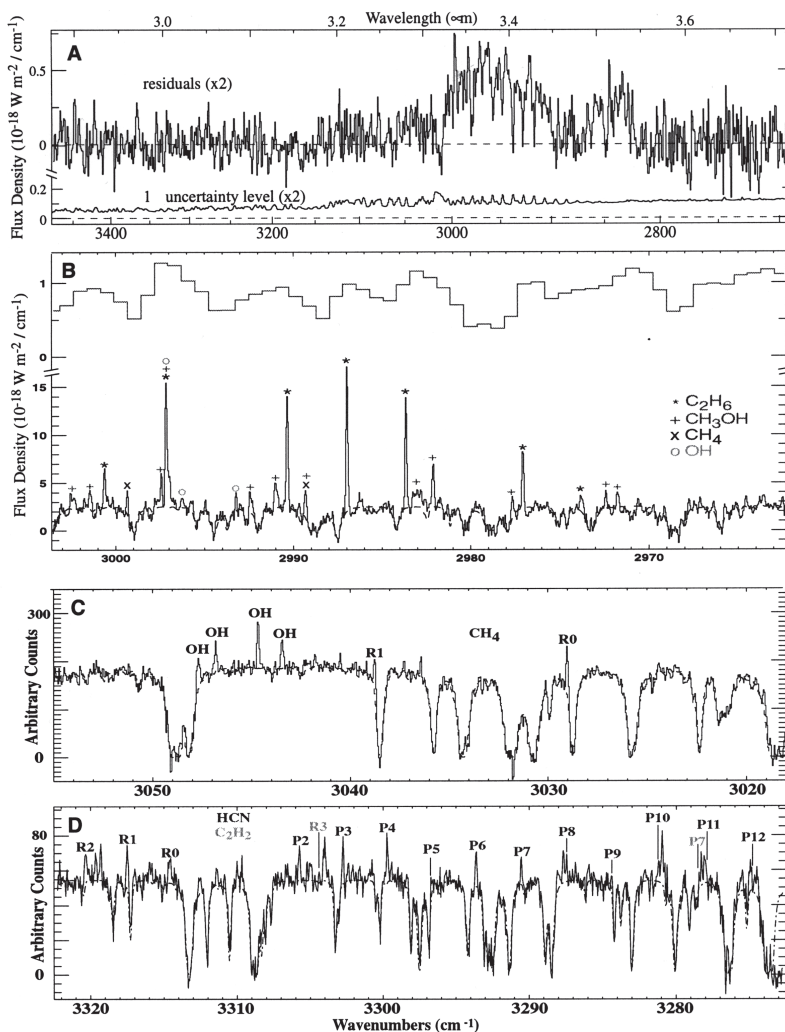 Wavelength (∝m)
3.0 3.2 3.4 3.6
A
Flux Density (10-18 W m-2 / cm-1)
0.5
residuals (x2)
0
0.2
1 uncertainty level (x2)
0
3400 3200 3000 2800
B
Flux Density (10-18 W m-2 / cm-1)
1
0
15
10
5
0
○
+
*
* * * * * *
+ + + + + + + + + + +
x x
○ ○
* C2H6
+ CH3OH
x CH4
○ OH
3000 2990 2980 2970
C
Arbitrary Counts
300
0
OH OH OH OH
R1
CH4
R0
3050 3040 3030 3020
D
Arbitrary Counts
80
0
HCN
C2H2
R2 R1 R0 P2 R3 P3 P4 P5 P6 P7 P8 P9 P10 P7 P11 P12
3320 3310 3300 3290 3280
Wavenumbers (cm-1)